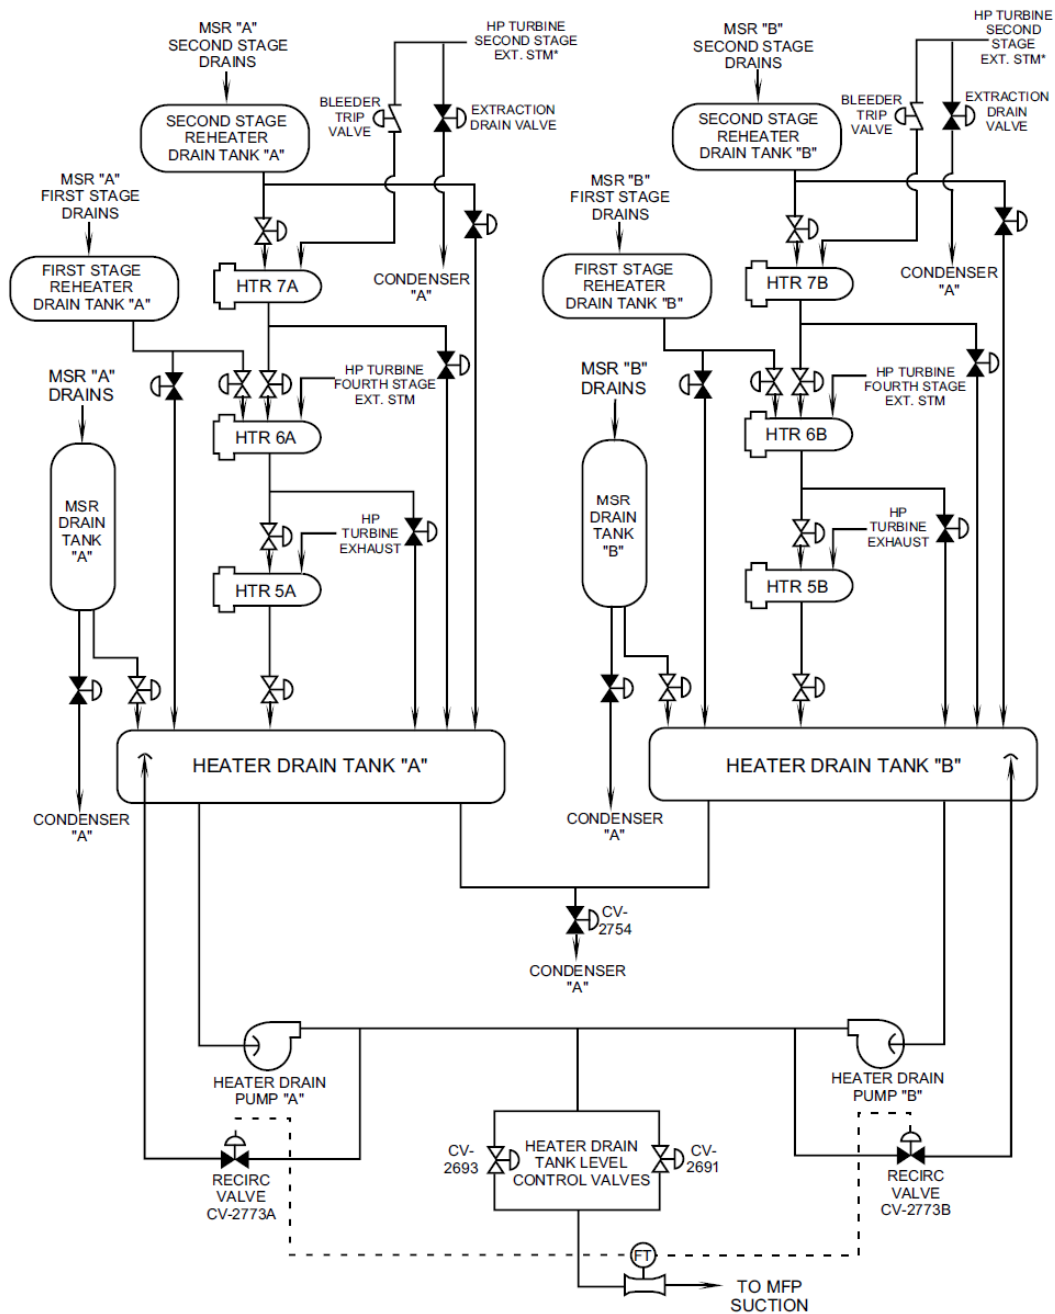 MSR "A"
SECOND STAGE
DRAINS
HP TURBINE
SECOND STAGE
EXT. STM*
MSR "B"
SECOND STAGE
DRAINS
HP TURBINE
SECOND
STAGE
EXT. STM*
BLEEDER
TRIP
VALVE
EXTRACTION
DRAIN VALVE
BLEEDER
TRIP
VALVE
EXTRACTION
DRAIN
VALVE
SECOND STAGE
REHEATER
DRAIN TANK "A"
SECOND STAGE
REHEATER
DRAIN TANK "B"
MSR "A"
FIRST STAGE
DRAINS
MSR "B"
FIRST STAGE
DRAINS
FIRST STAGE
REHEATER
DRAIN TANK "A"
HTR 7A
CONDENSER
"A"
FIRST STAGE
REHEATER
DRAIN TANK "B"
HTR 7B
CONDENSER
"A"
MSR "A"
DRAINS
HP TURBINE
FOURTH STAGE
EXT. STM
MSR "B"
DRAINS
HP TURBINE
FOURTH STAGE
EXT. STM
HTR 6A
HTR 6B
MSR
DRAIN
TANK
"A"
HP
TURBINE
EXHAUST
MSR
DRAIN
TANK
"B"
HP
TURBINE
EXHAUST
HTR 5A
HTR 5B
HEATER DRAIN TANK "A"
HEATER DRAIN TANK "B"
CONDENSER
"A"
CONDENSER
"A"
CV-
2754
CONDENSER
"A"
HEATER DRAIN
PUMP "A"
HEATER DRAIN
PUMP "B"
CV-
2693
HEATER DRAIN
TANK LEVEL
CONTROL VALVES
CV-
2691
RECIRC
VALVE
CV-2773A
RECIRC
VALVE
CV-2773B
FT
TO MFP
SUCTION